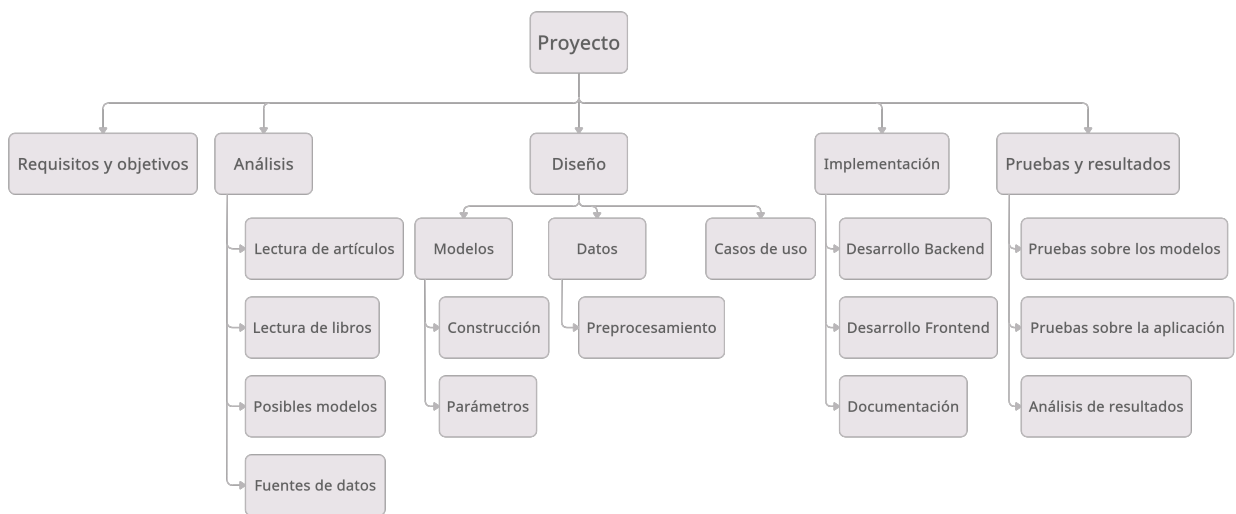 Proyecto
Requisitos y objetivos
Análisis
Diseño
Implementación
Pruebas y resultados
Lectura de artículos
Modelos
Datos
Casos de uso
Desarrollo Backend
Pruebas sobre los modelos
Lectura de libros
Construcción
Preprocesamiento
Desarrollo Frontend
Pruebas sobre la aplicación
Posibles modelos
Parámetros
Documentación
Análisis de resultados
Fuentes de datos